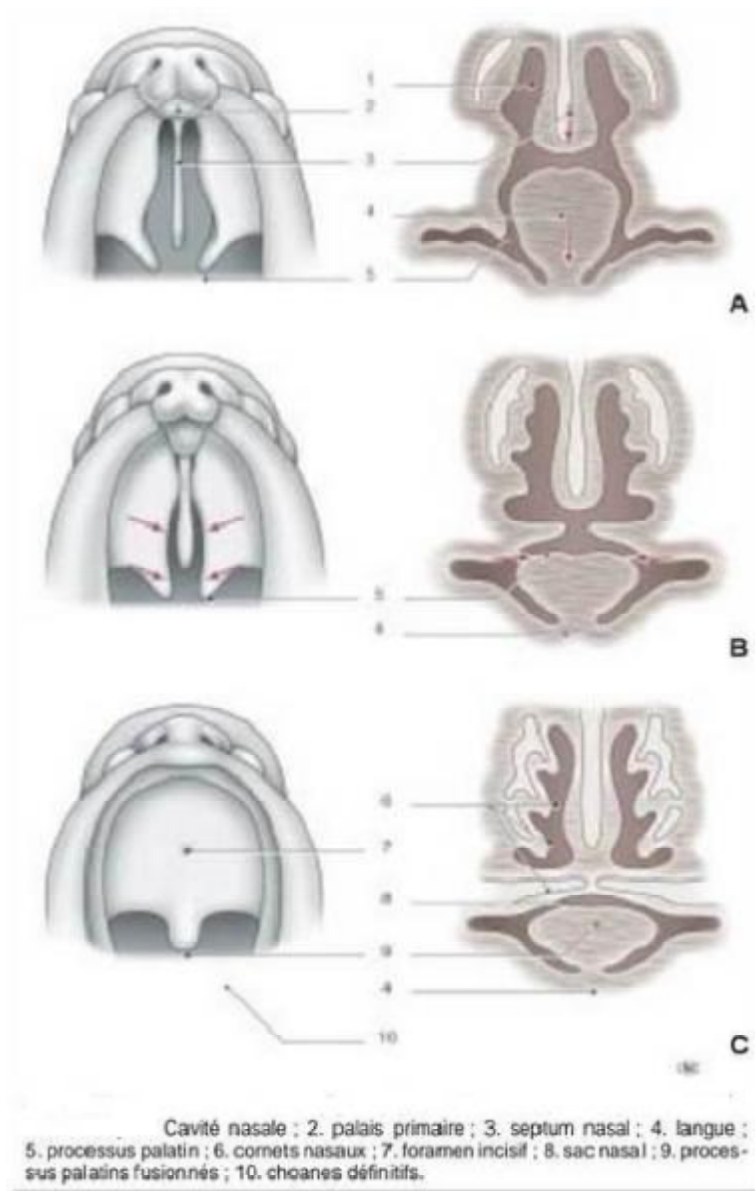 1
2
3
4
5
A
5
4
B
6
7
8
9
4
10
C
Cavité nasale ; 2. palais primaire ; 3. septum nasal ; 4. langue ;
5. processus palatin ; 6. cornets nasaux ; 7. foramen incisif ; 8. sac nasal ; 9. proces-
sus palatins fusionnés ; 10. choanes définitifs.